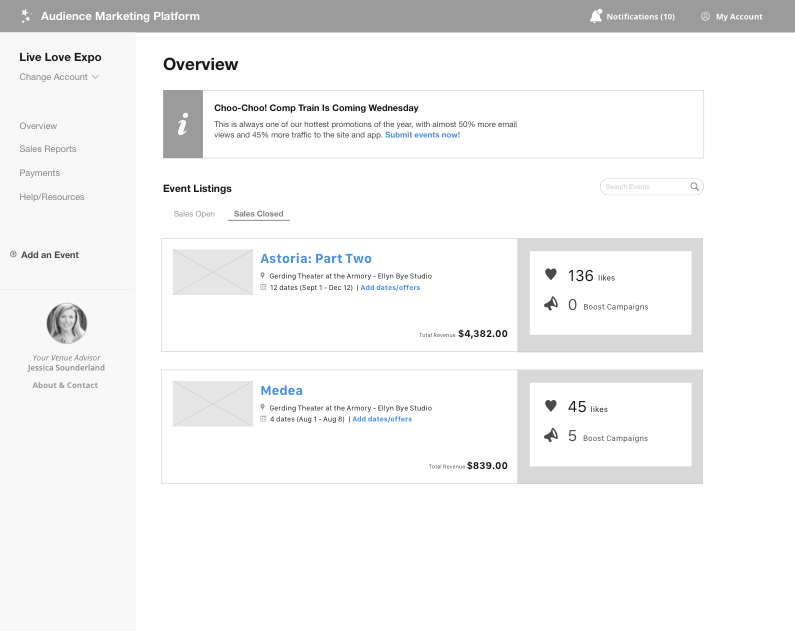 Audience Marketing Platform
Notifications (10)
My Account
Live Love Expo
Change Account
Overview
Sales Reports
Payments
Help/Resources
Add an Event
Your Venue Advisor
Jessica Sounderland
About & Contact
Overview
i
Choo-Choo! Comp Train Is Coming Wednesday
This is always one of our hottest promotions of the year, with almost 50% more email
views and 45% more traffic to the site and app. Submit events now!
Event Listings
Search Events
Sales Open
Sales Closed
Astoria: Part Two
Gerding Theater at the Armory - Ellyn Bye Studio
12 dates (Sept 1 - Dec 12) | Add dates/offers
Total Revenue $4,382.00
136 likes
0 Boost Campaigns
Medea
Gerding Theater at the Armory - Ellyn Bye Studio
4 dates (Aug 1 - Aug 8) | Add dates/offers
Total Revenue $839.00
45 likes
5 Boost Campaigns